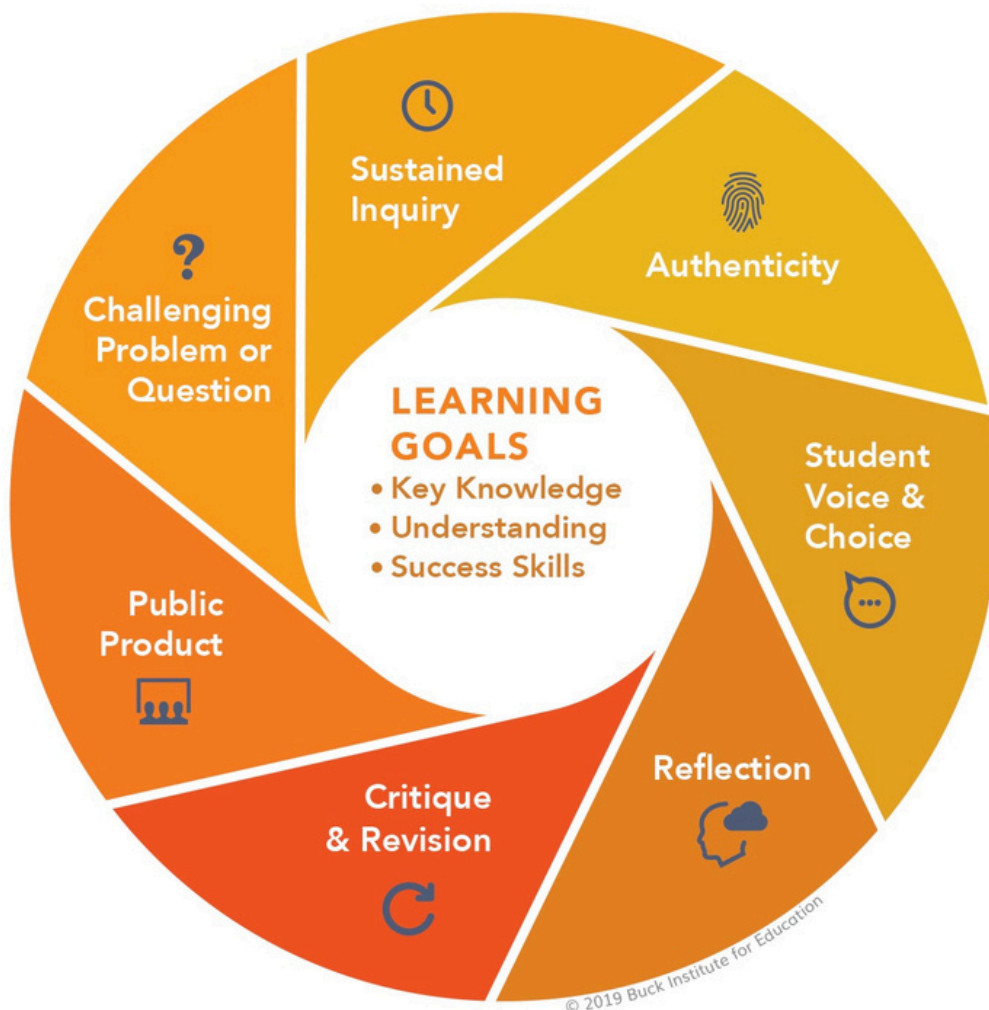 Sustained
Inquiry
Authenticity
Challenging
Problem or
Question
LEARNING
GOALS
• Key Knowledge
• Understanding
• Success Skills
Student
Voice &
Choice
Public
Product
Reflection
Critique
& Revision
© 2019 Buck Institute for Education